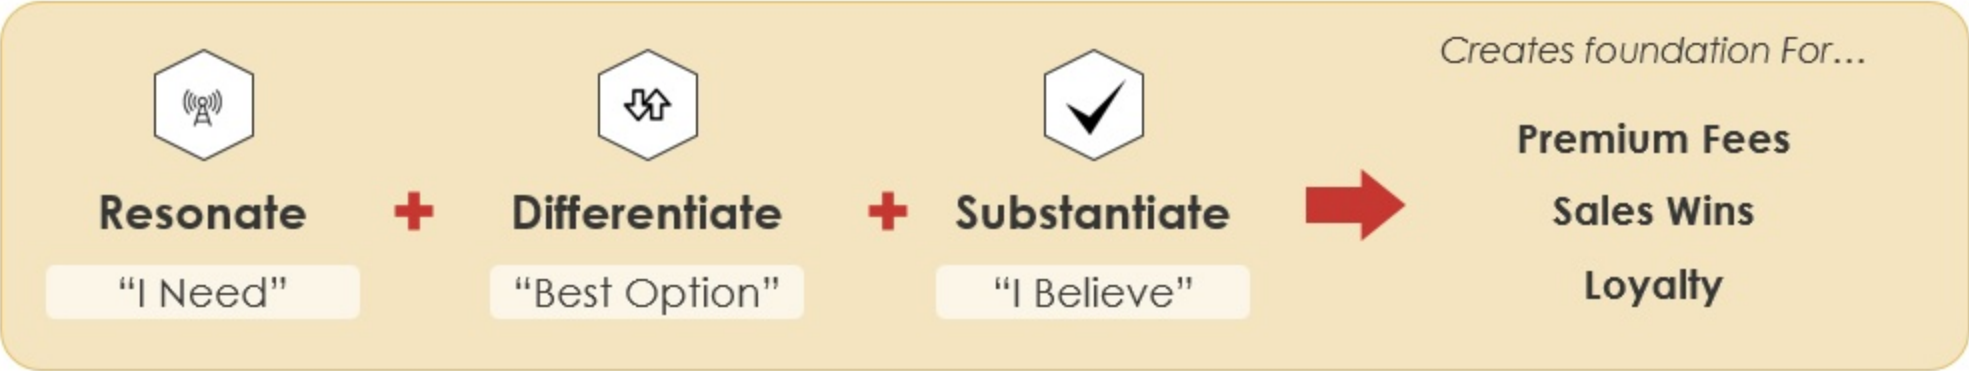 Creates foundation For...
Resonate + Differentiate + Substantiate
"I Need" "Best Option" "I Believe"
Premium Fees
Sales Wins
Loyalty